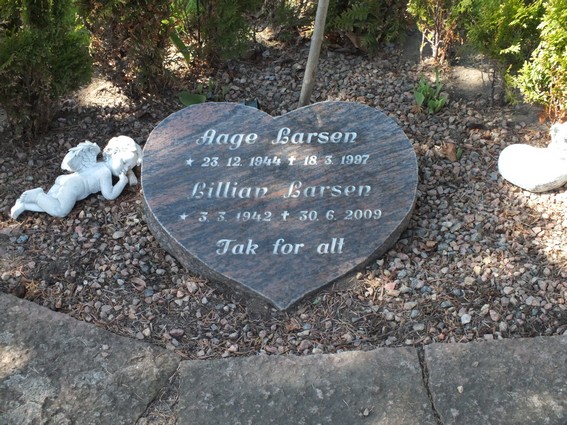 Aage Larsen
★ 23. 12. 1944 ✝ 18. 3. 1997
Lillian Larsen
★ 3. 3. 1942 ✝ 30. 6. 2009
Tak for alt